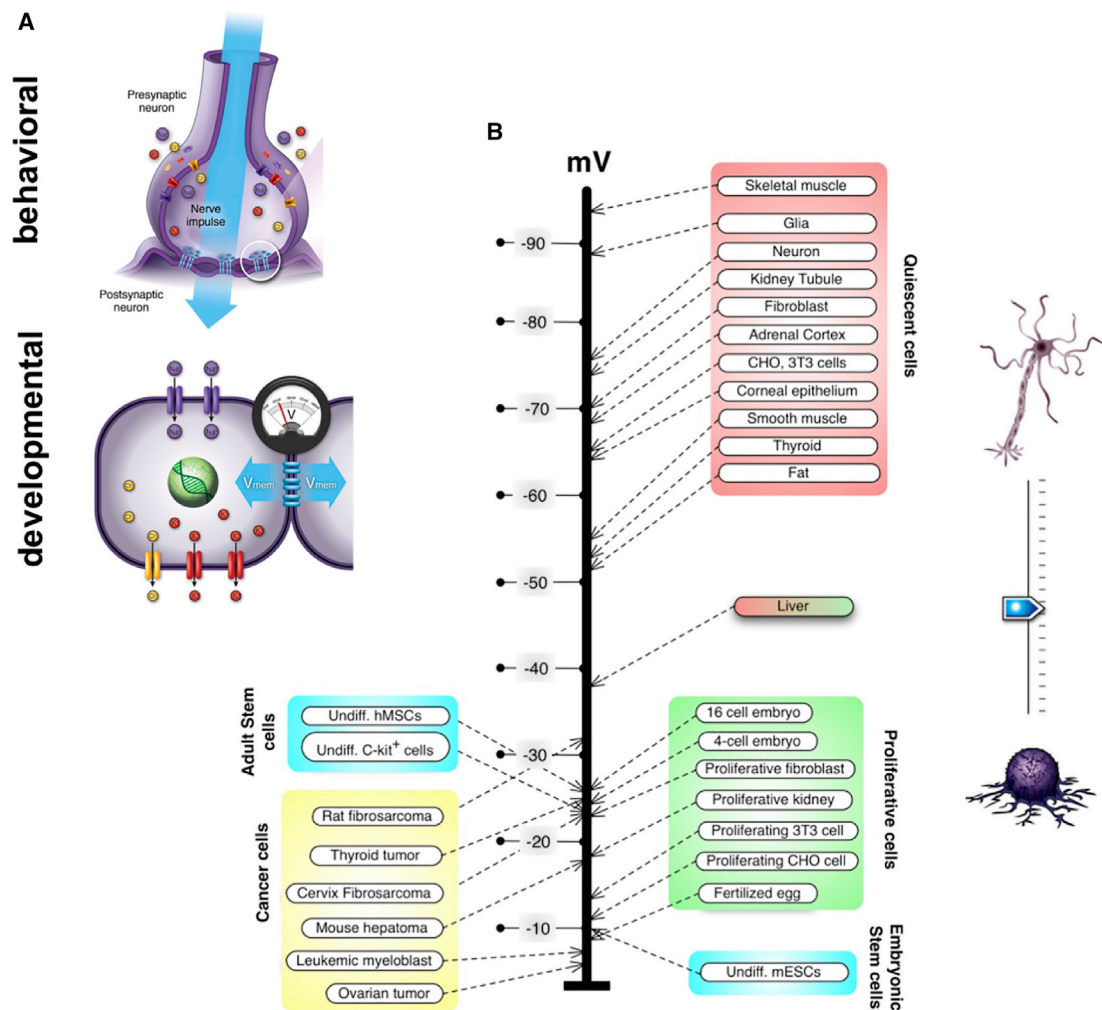 A
behavioral
Presynaptic
neuron
Nerve
impulse
Postsynaptic
neuron
developmental
V
Vmem
Vmem
B
mV
-90
-80
-70
-60
-50
-40
-30
-20
-10
Skeletal muscle
Glia
Neuron
Kidney Tubule
Fibroblast
Adrenal Cortex
CHO, 3T3 cells
Corneal epithelium
Smooth muscle
Thyroid
Fat
Quiescent cells
Liver
Adult Stem
cells
Undiff. hMSCs
Undiff. C-kit⁺ cells
Cancer cells
Rat fibrosarcoma
Thyroid tumor
Cervix Fibrosarcoma
Mouse hepatoma
Leukemic myeloblast
Ovarian tumor
16 cell embryo
4-cell embryo
Proliferative fibroblast
Proliferative kidney
Proliferating 3T3 cell
Proliferating CHO cell
Fertilized egg
Proliferative cells
Undiff. mESCs
Embryonic
Stem cells